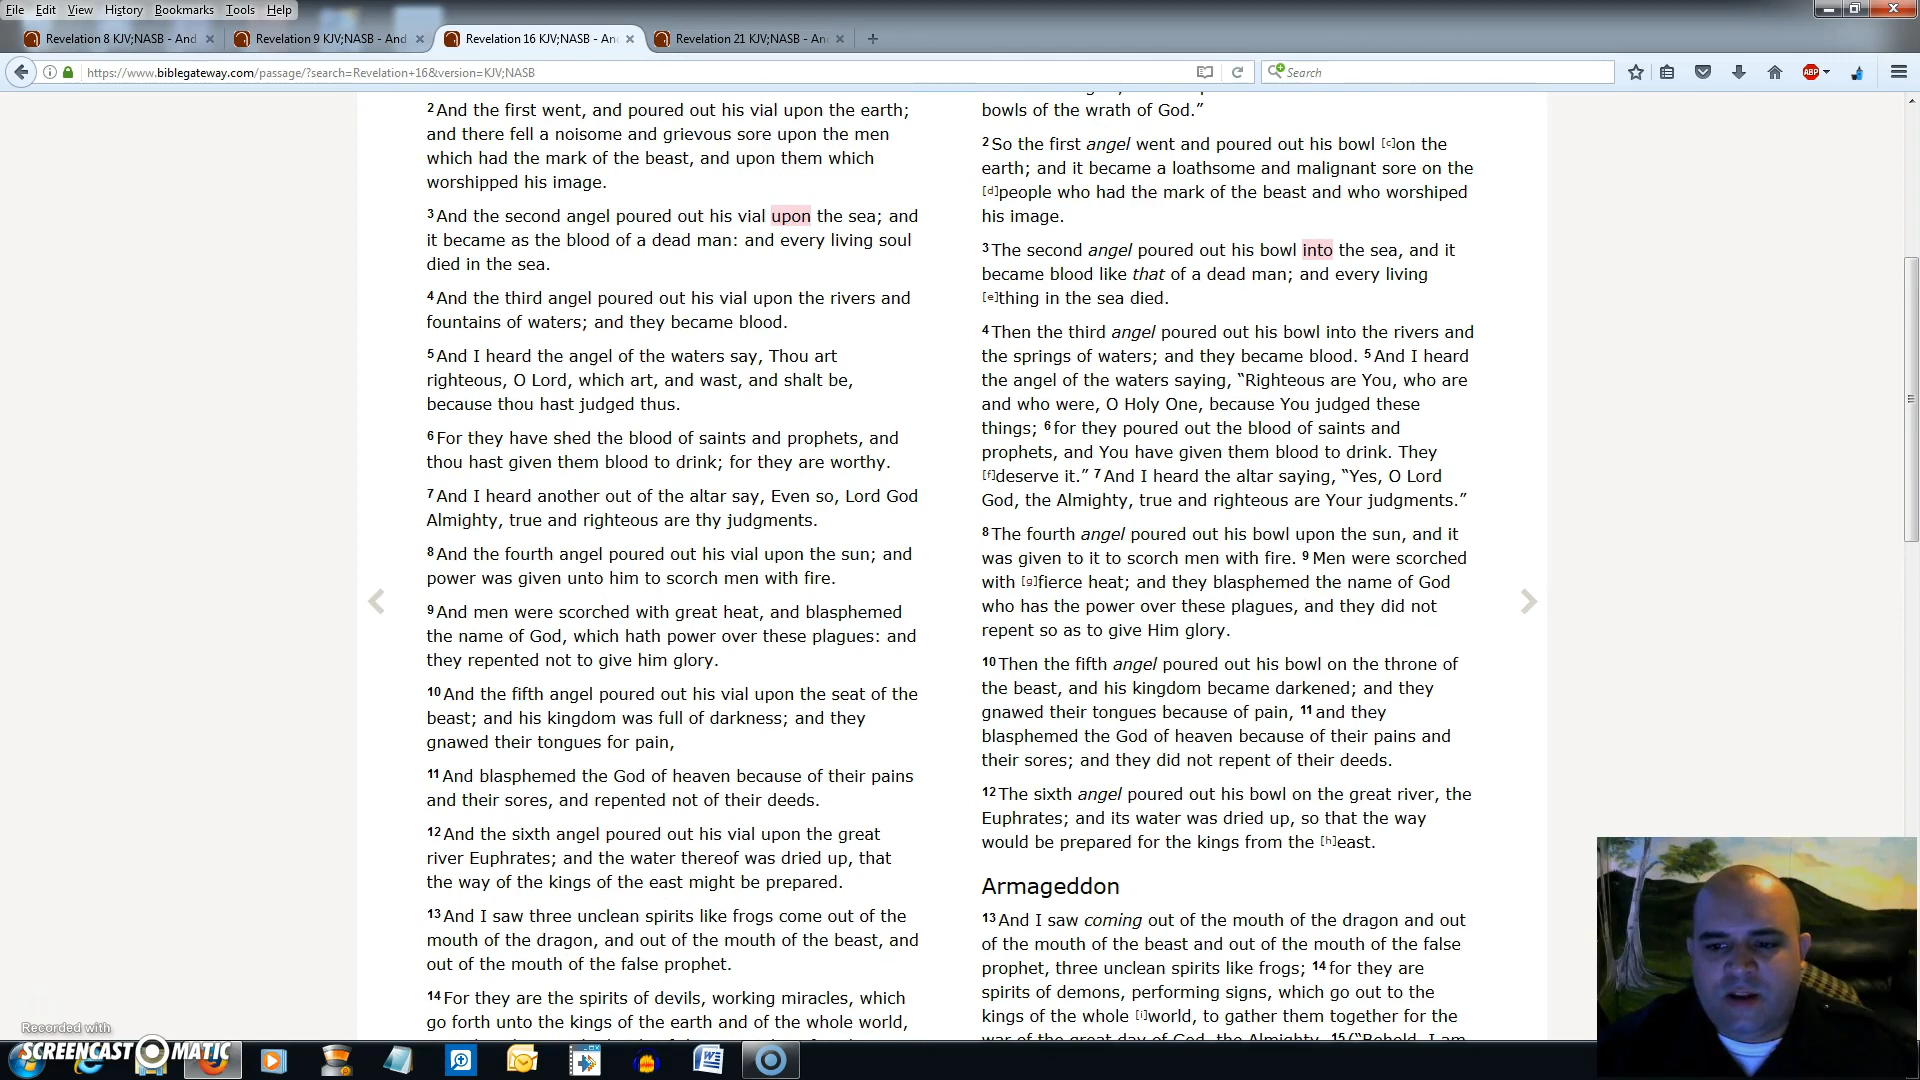 File Edit View History Bookmarks Tools Help
Revelation 8 KJV;NASB - And
Revelation 9 KJV;NASB - And
Revelation 16 KJV;NASB - An
Revelation 21 KJV;NASB - An
https://www.biblegateway.com/passage/?search=Revelation+16&version=KJV;NASB
Search
ABP
2 And the first went, and poured out his vial upon the earth;
and there fell a noisome and grievous sore upon the men
which had the mark of the beast, and upon them which
worshipped his image.
3 And the second angel poured out his vial upon the sea; and
it became as the blood of a dead man: and every living soul
died in the sea.
4 And the third angel poured out his vial upon the rivers and
fountains of waters; and they became blood.
5 And I heard the angel of the waters say, Thou art
righteous, O Lord, which art, and wast, and shalt be,
because thou hast judged thus.
6 For they have shed the blood of saints and prophets, and
thou hast given them blood to drink; for they are worthy.
7 And I heard another out of the altar say, Even so, Lord God
Almighty, true and righteous are thy judgments.
8 And the fourth angel poured out his vial upon the sun; and
power was given unto him to scorch men with fire.
9 And men were scorched with great heat, and blasphemed
the name of God, which hath power over these plagues: and
they repented not to give him glory.
10 And the fifth angel poured out his vial upon the seat of the
beast; and his kingdom was full of darkness; and they
gnawed their tongues for pain,
11 And blasphemed the God of heaven because of their pains
and their sores, and repented not of their deeds.
12 And the sixth angel poured out his vial upon the great
river Euphrates; and the water thereof was dried up, that
the way of the kings of the east might be prepared.
13 And I saw three unclean spirits like frogs come out of the
mouth of the dragon, and out of the mouth of the beast, and
out of the mouth of the false prophet.
14 For they are the spirits of devils, working miracles, which
go forth unto the kings of the earth and of the whole world,
bowls of the wrath of God.”
2 So the first angel went and poured out his bowl [c]on the
earth; and it became a loathsome and malignant sore on the
[d]people who had the mark of the beast and who worshiped
his image.
3 The second angel poured out his bowl into the sea, and it
became blood like that of a dead man; and every living
[e]thing in the sea died.
4 Then the third angel poured out his bowl into the rivers and
the springs of waters; and they became blood. 5 And I heard
the angel of the waters saying, “Righteous are You, who are
and who were, O Holy One, because You judged these
things; 6 for they poured out the blood of saints and
prophets, and You have given them blood to drink. They
[f]deserve it.” 7 And I heard the altar saying, “Yes, O Lord
God, the Almighty, true and righteous are Your judgments.”
8 The fourth angel poured out his bowl upon the sun, and it
was given to it to scorch men with fire. 9 Men were scorched
with [g]fierce heat; and they blasphemed the name of God
who has the power over these plagues, and they did not
repent so as to give Him glory.
10 Then the fifth angel poured out his bowl on the throne of
the beast, and his kingdom became darkened; and they
gnawed their tongues because of pain, 11 and they
blasphemed the God of heaven because of their pains and
their sores; and they did not repent of their deeds.
12 The sixth angel poured out his bowl on the great river, the
Euphrates; and its water was dried up, so that the way
would be prepared for the kings from the [h]east.
Armageddon
13 And I saw coming out of the mouth of the dragon and out
of the mouth of the beast and out of the mouth of the false
prophet, three unclean spirits like frogs; 14 for they are
spirits of demons, performing signs, which go out to the
kings of the whole [i]world, to gather them together for the
war of the great day of God, the Almighty. 15 (“Behold, I am
Recorded with
SCREENCAST MATIC